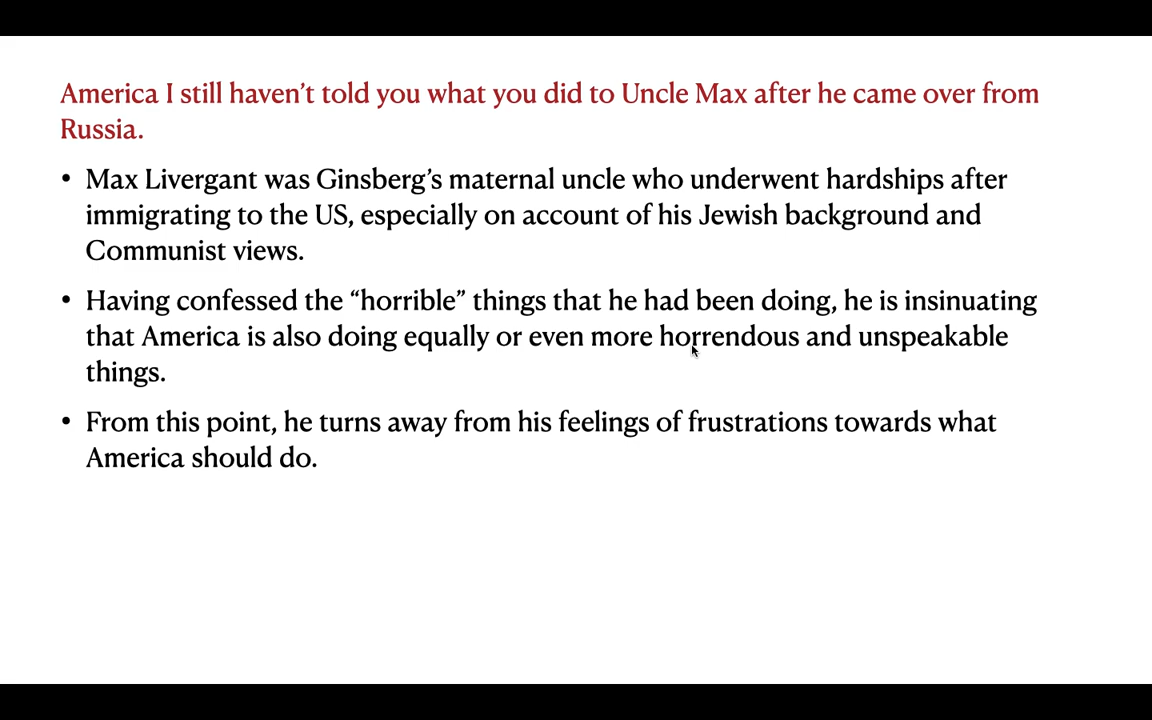 America I still haven’t told you what you did to Uncle Max after he came over from
Russia.
• Max Livergant was Ginsberg’s maternal uncle who underwent hardships after
immigrating to the US, especially on account of his Jewish background and
Communist views.
• Having confessed the “horrible” things that he had been doing, he is insinuating
that America is also doing equally or even more horrendous and unspeakable
things.
• From this point, he turns away from his feelings of frustrations towards what
America should do.